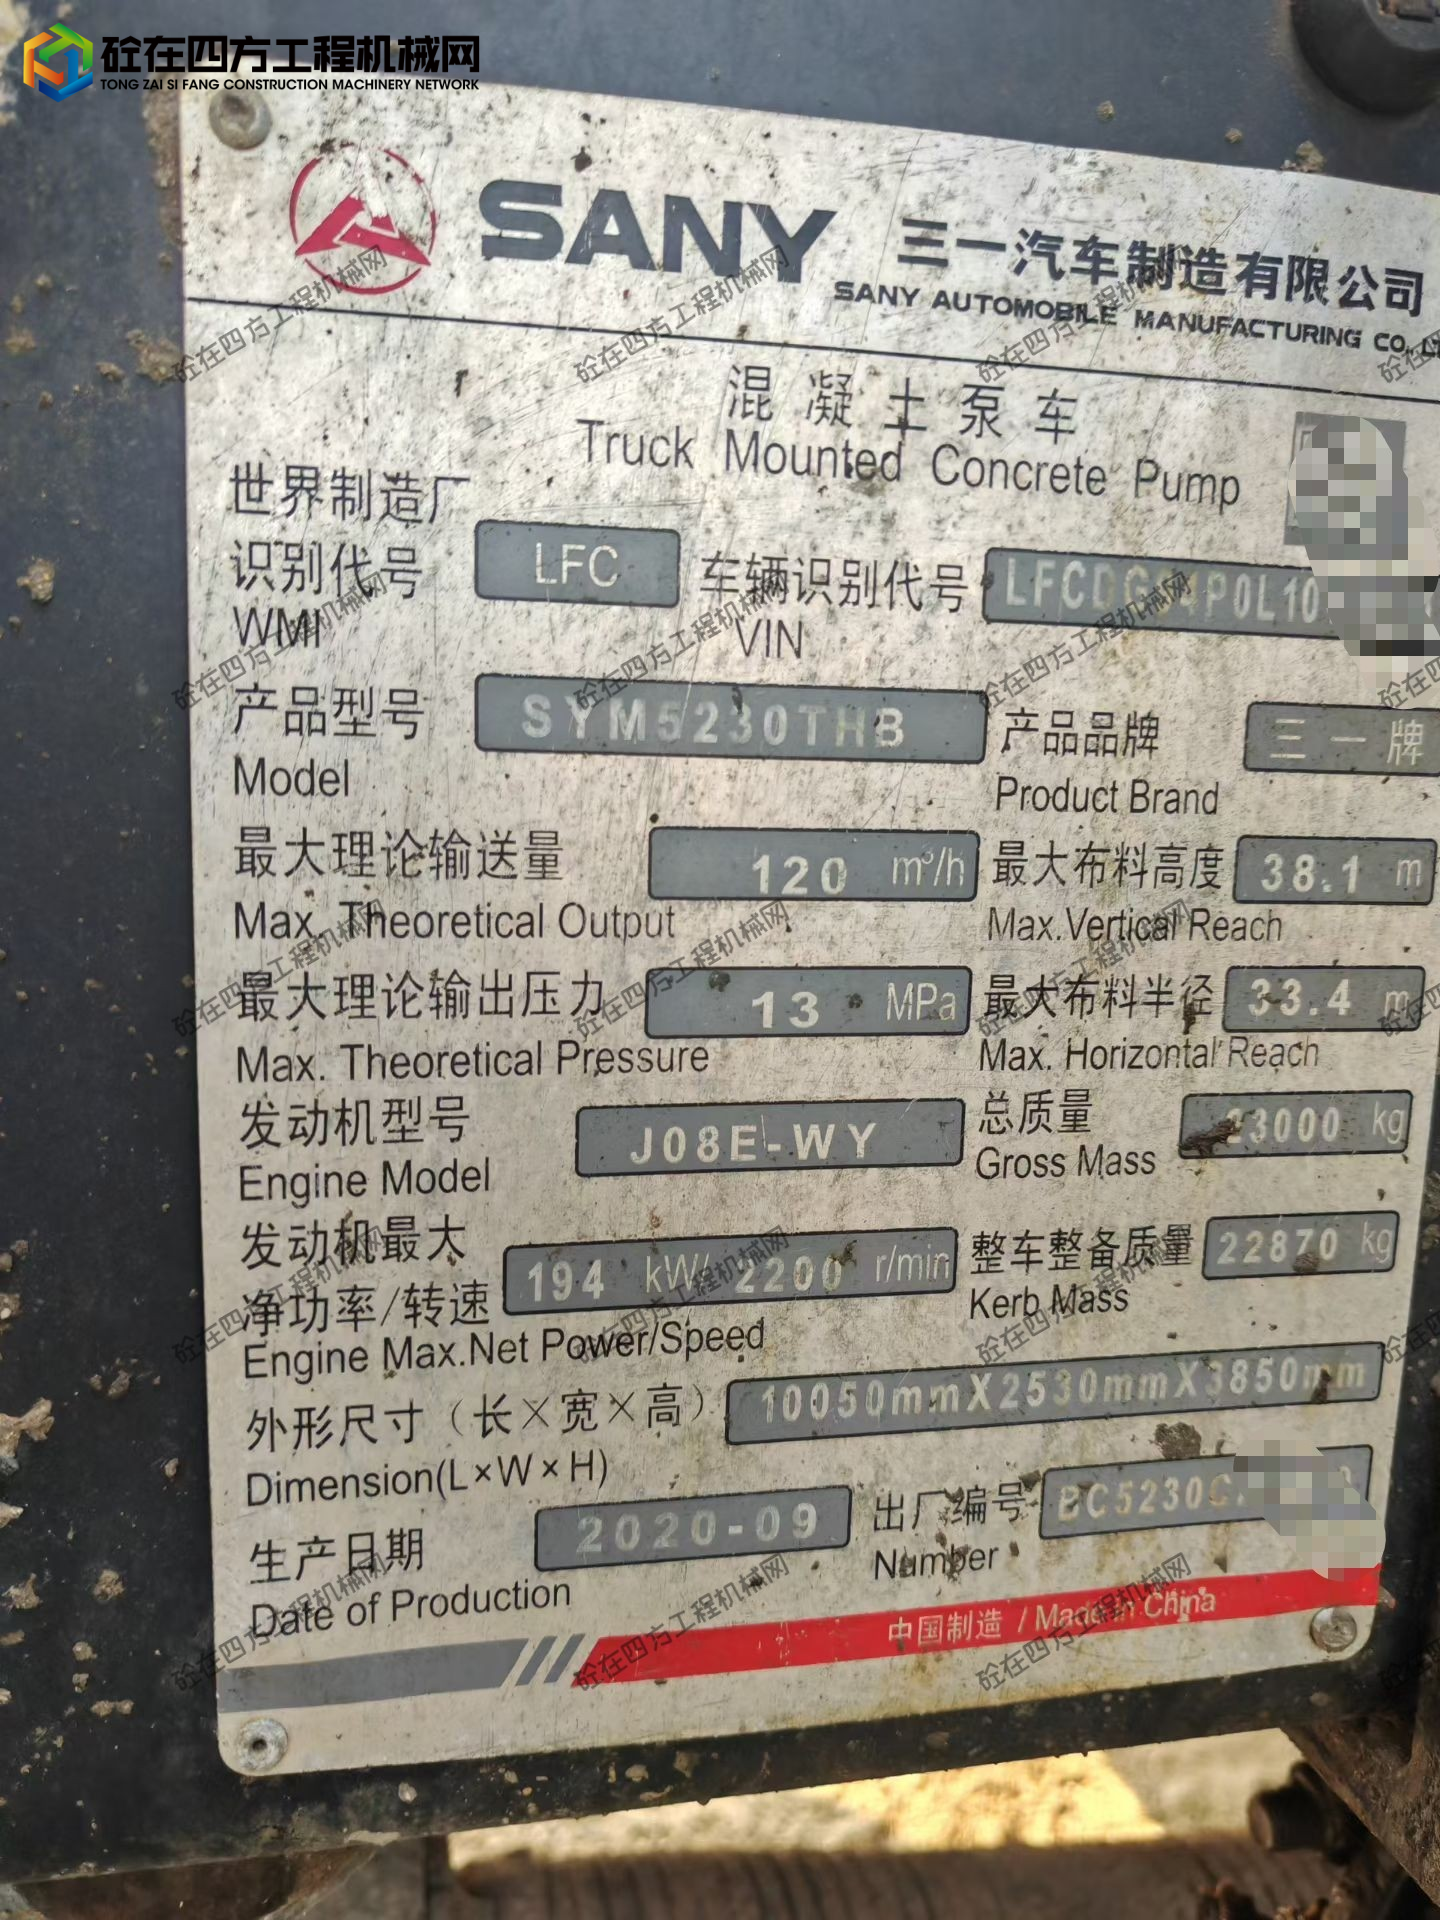 砼在四方工程机械网
TONG ZAI SI FANG CONSTRUCTION MACHINERY NETWORK
SANY 三一汽车制造有限公司
SANY AUTOMOBILE MANUFACTURING CO.
混凝土泵车
Truck Mounted Concrete Pump
世界制造厂
识别代号 LFC 车辆识别代号
WMI VIN
产品型号 SYM5230THB 产品品牌 三一牌
Model Product Brand
最大理论输送量 120 m³/h 最大布料高度 38.1 m
Max. Theoretical Output Max.Vertical Reach
最大理论输出压力 13 MPa 最大布料半径 33.4 m
Max. Theoretical Pressure Max. Horizontal Reach
发动机型号 J08E-WY 总质量 23000 kg
Engine Model Gross Mass
发动机最大 整车整备质量 22870 kg
净功率/转速 194 kW/ 2200 r/min Kerb Mass
Engine Max.Net Power/Speed
外形尺寸（长×宽×高） 10050mmX2530mmX3850mm
Dimension(L×W×H)
生产日期 2020-09 出厂编号
Date of Production Number
中国制造 / Made in China